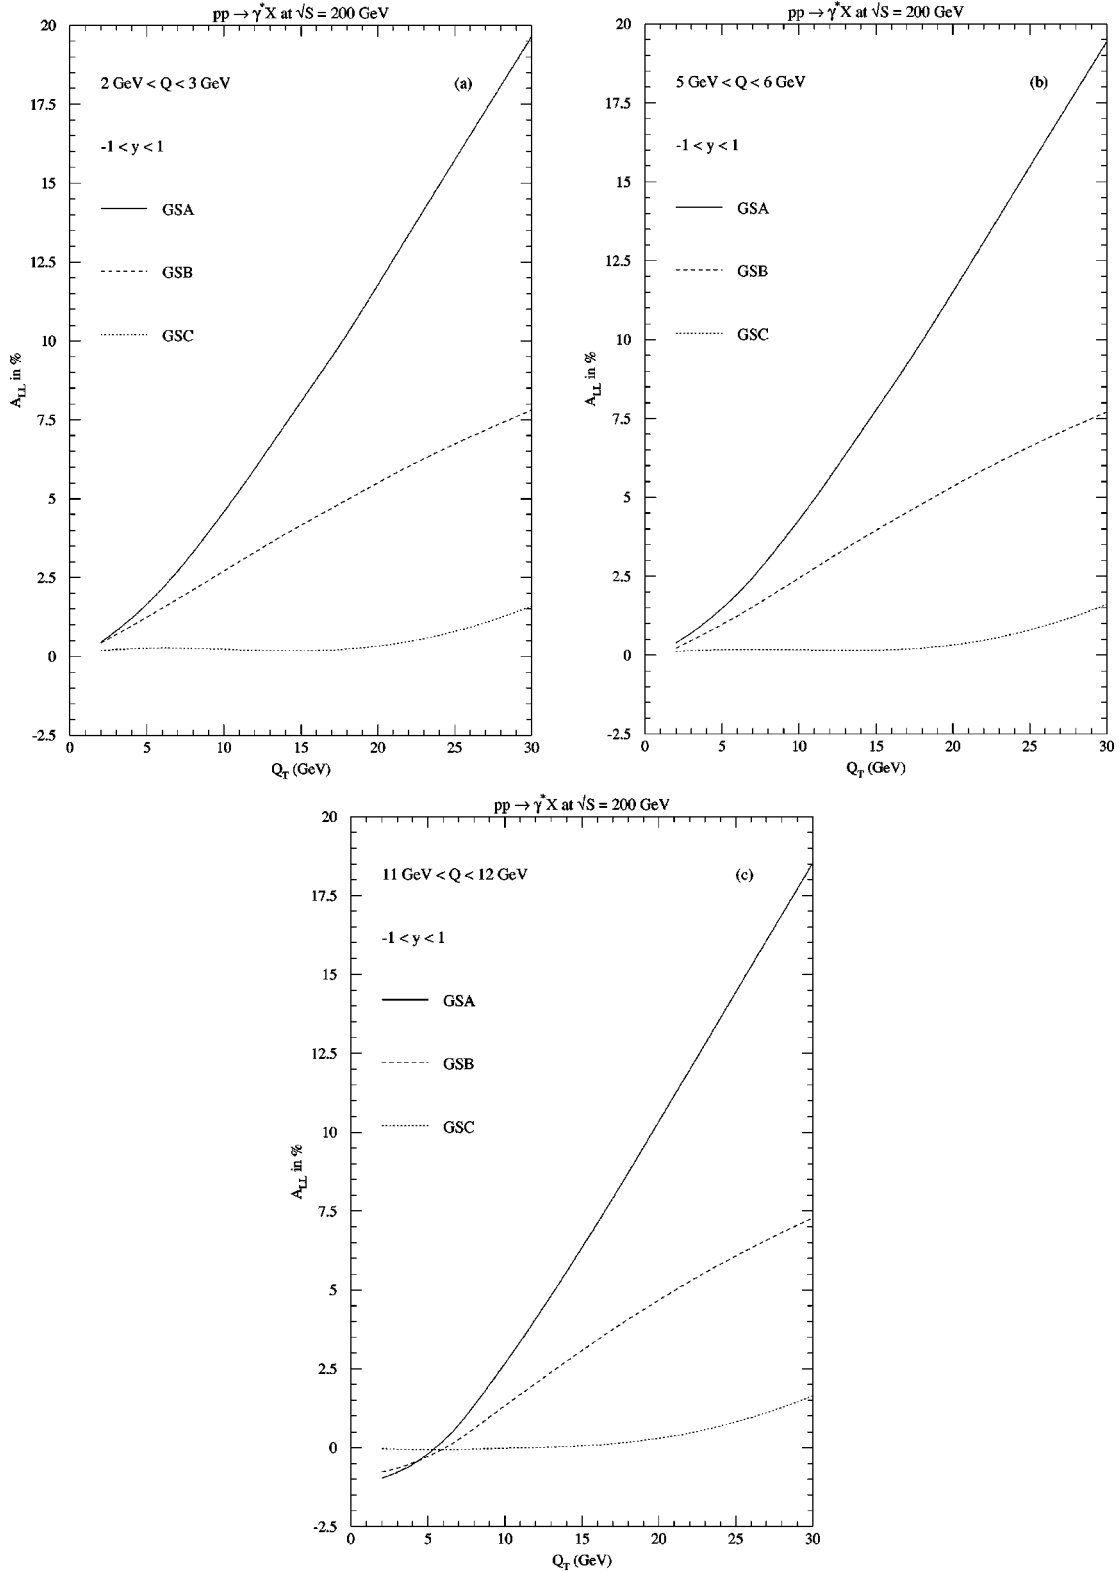 pp → γ*X at √S = 200 GeV
20
17.5
15
12.5
10
7.5
5
2.5
0
-2.5
A_LL in %
2 GeV < Q < 3 GeV (a)
-1 < y < 1
GSA
GSB
GSC
0 5 10 15 20 25 30
Q_T (GeV)
pp → γ*X at √S = 200 GeV
20
17.5
15
12.5
10
7.5
5
2.5
0
-2.5
A_LL in %
5 GeV < Q < 6 GeV (b)
-1 < y < 1
GSA
GSB
GSC
0 5 10 15 20 25 30
Q_T (GeV)
pp → γ*X at √S = 200 GeV
20
17.5
15
12.5
10
7.5
5
2.5
0
-2.5
A_LL in %
11 GeV < Q < 12 GeV (c)
-1 < y < 1
GSA
GSB
GSC
0 5 10 15 20 25 30
Q_T (GeV)